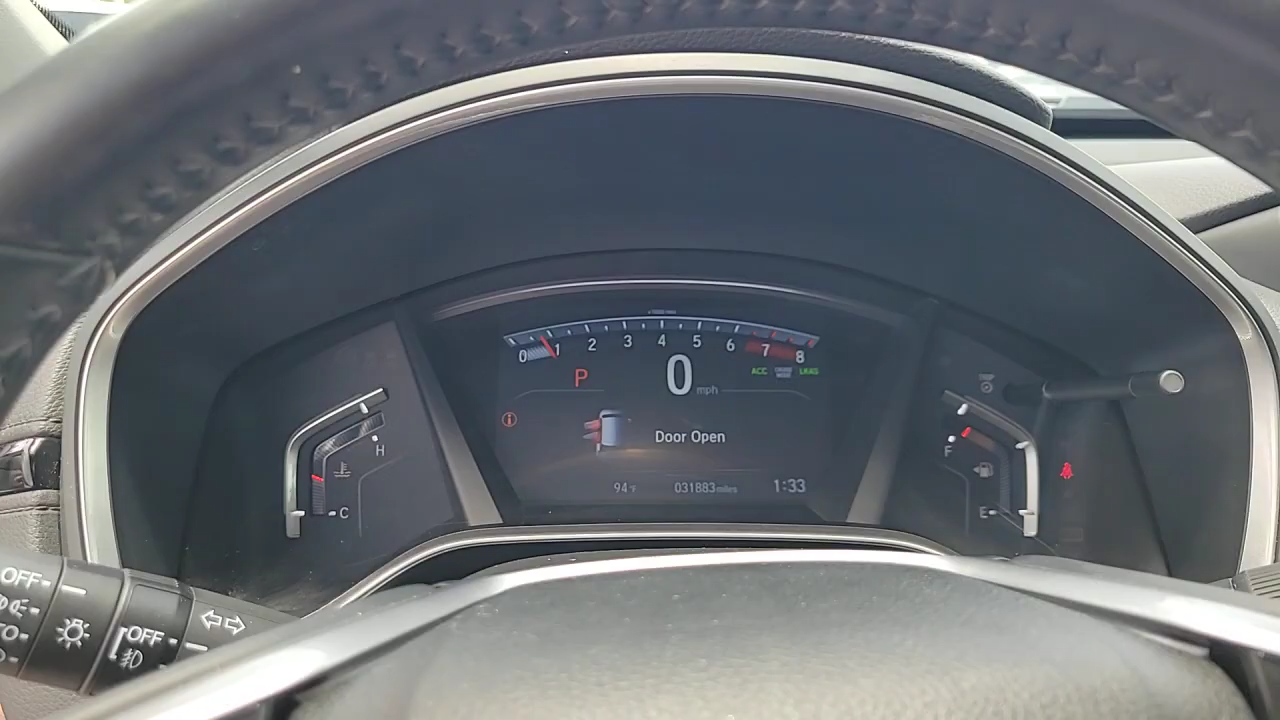 0 1 2 3 4 5 6 7 8
P
0 mph
ACC
LKAS
Door Open
H
C
F
E
94°F
031883 miles
1:33
OFF
OFF